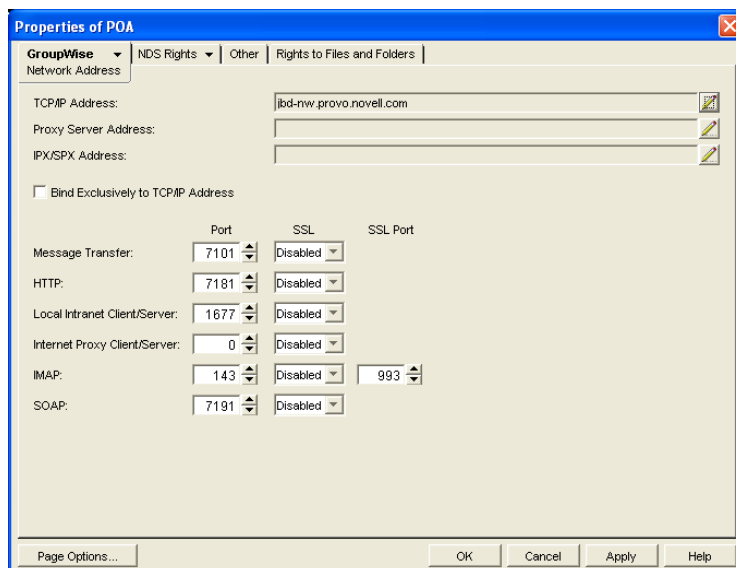 Properties of POA
GroupWise NDS Rights Other Rights to Files and Folders
Network Address
TCP/IP Address: jbd-nw.provo.novell.com
Proxy Server Address:
IPX/SPX Address:
Bind Exclusively to TCP/IP Address
Port SSL SSL Port
Message Transfer: 7101 Disabled
HTTP: 7181 Disabled
Local Intranet Client/Server: 1677 Disabled
Internet Proxy Client/Server: 0 Disabled
IMAP: 143 Disabled 993
SOAP: 7191 Disabled
Page Options... OK Cancel Apply Help